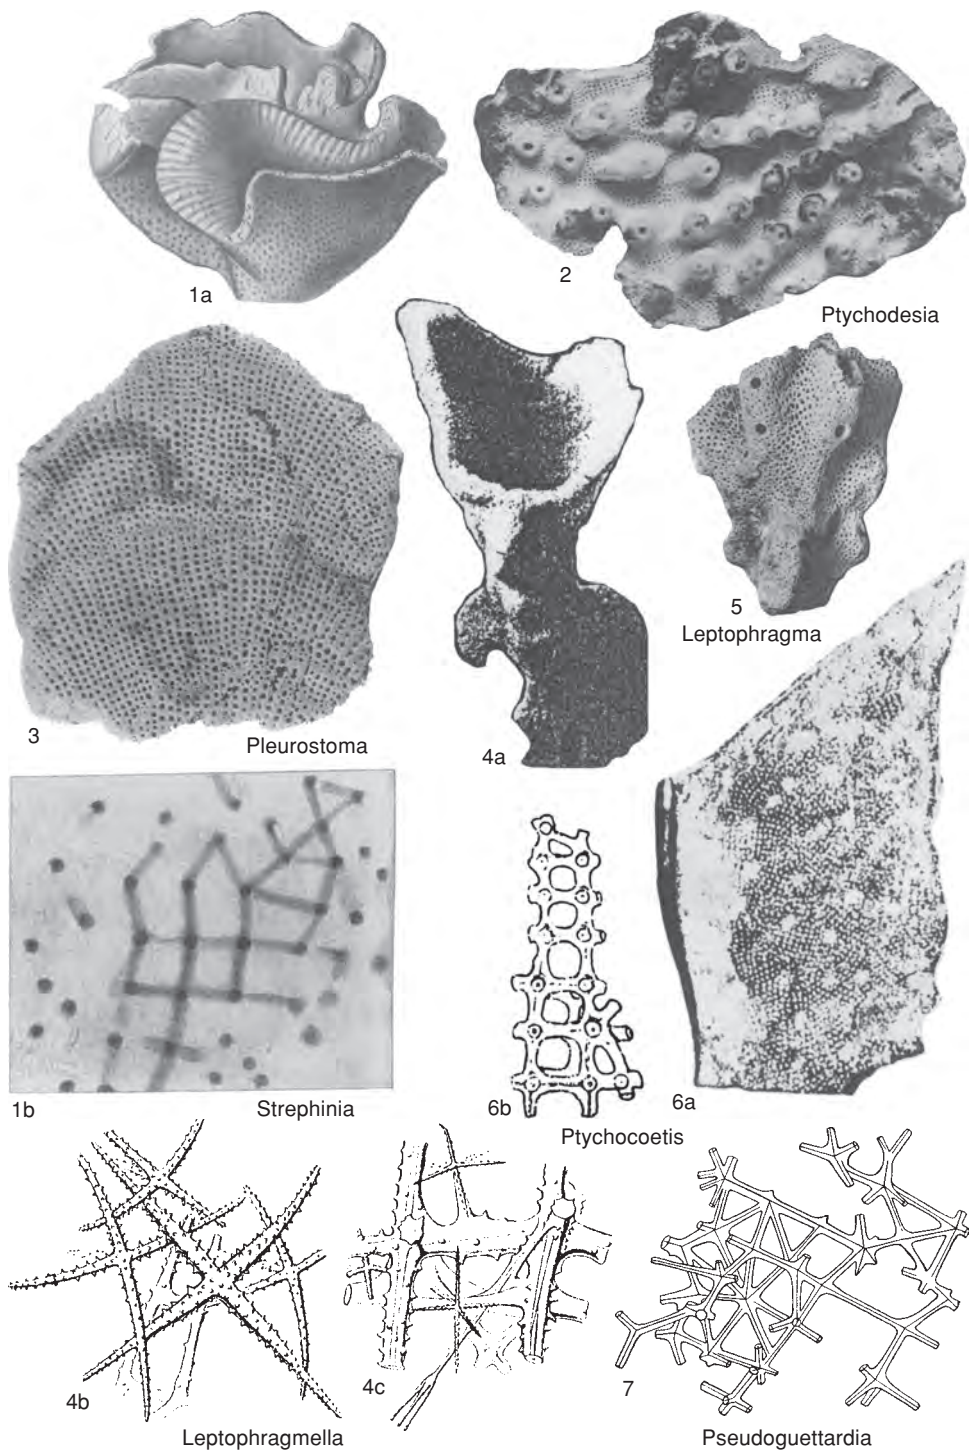 1a
2
Ptychodesia
3
Pleurostoma
4a
5
Leptophragma
1b
Strephinia
6b
6a
Ptychocoetis
4b
4c
7
Leptophragmella
Pseudoguettardia